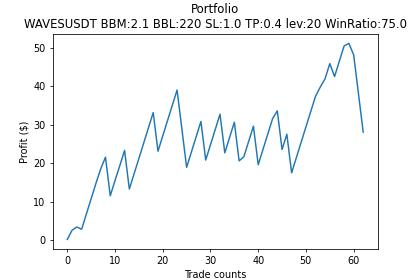 Portfolio
WAVESUSDT BBM:2.1 BBL:220 SL:1.0 TP:0.4 lev:20 WinRatio:75.0
Profit ($)
50
40
30
20
10
0
0 10 20 30 40 50 60
Trade counts